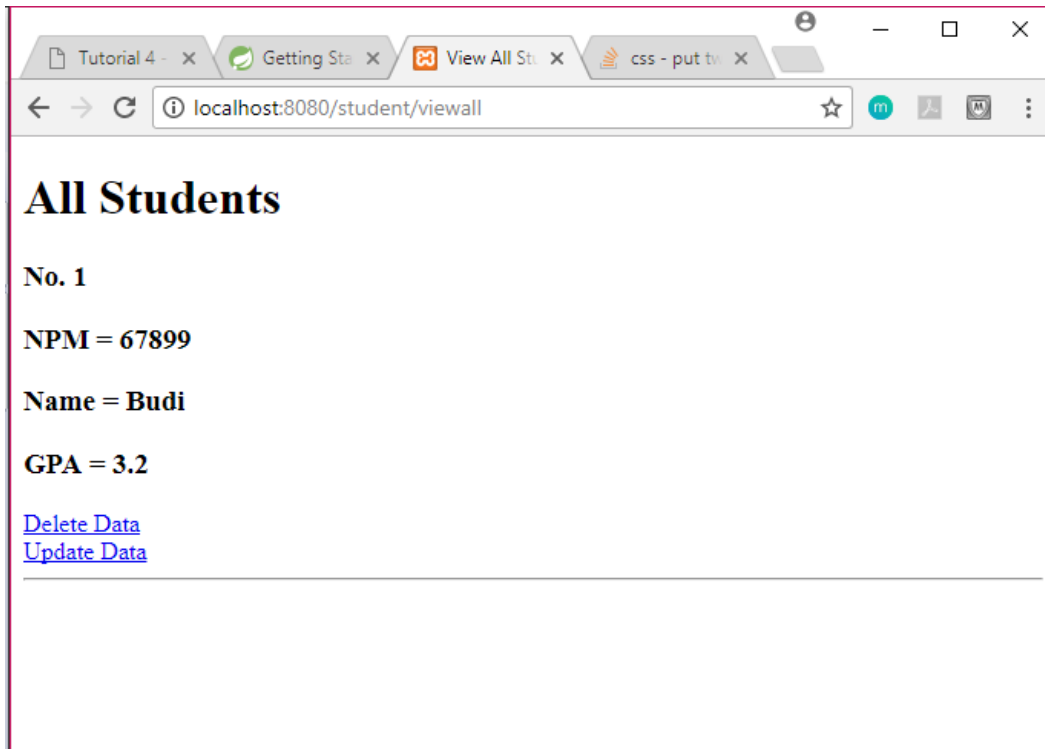 Tutorial 4 -
Getting Sta
View All Stu
css - put tw
localhost:8080/student/viewall
m
All Students
No. 1
NPM = 67899
Name = Budi
GPA = 3.2
Delete Data
Update Data